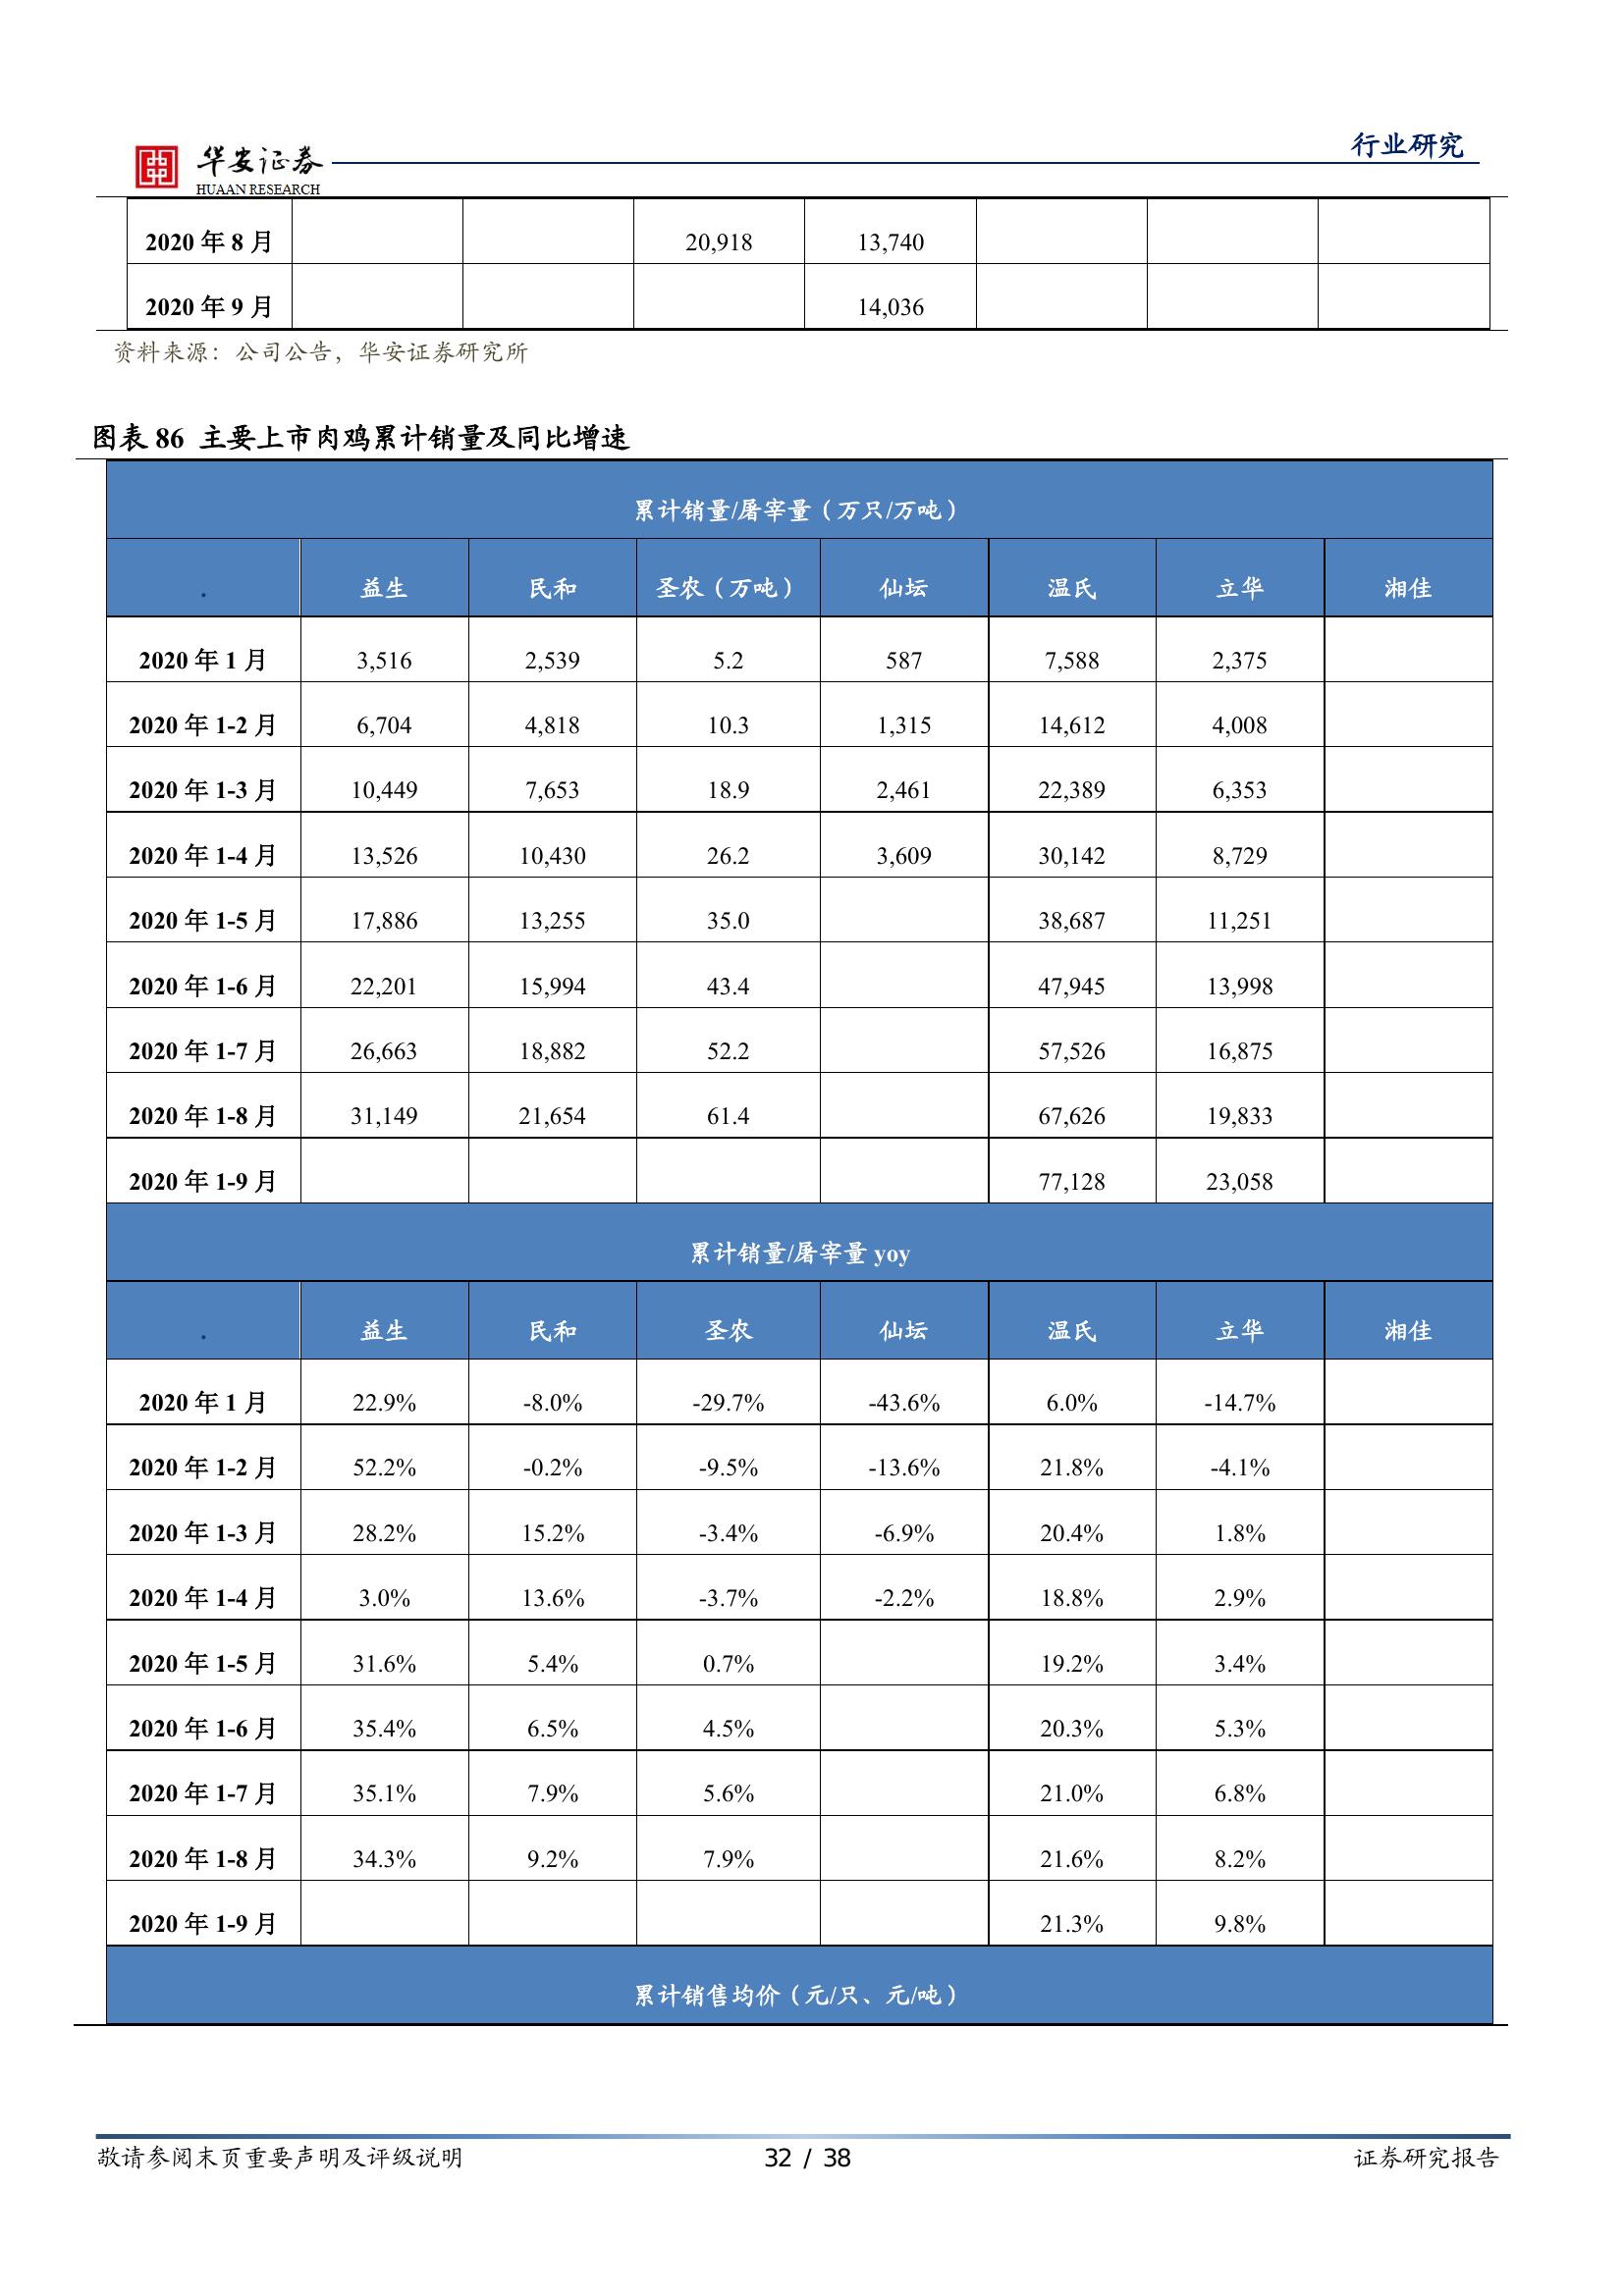 行业研究
华安证券
HUAAN RESEARCH
2020 年 8 月 20,918 13,740
2020 年 9 月 14,036
资料来源：公司公告，华安证券研究所
图表 86 主要上市肉鸡累计销量及同比增速
累计销量/屠宰量（万只/万吨）
. 益生 民和 圣农（万吨） 仙坛 温氏 立华 湘佳
2020 年 1 月 3,516 2,539 5.2 587 7,588 2,375
2020 年 1-2 月 6,704 4,818 10.3 1,315 14,612 4,008
2020 年 1-3 月 10,449 7,653 18.9 2,461 22,389 6,353
2020 年 1-4 月 13,526 10,430 26.2 3,609 30,142 8,729
2020 年 1-5 月 17,886 13,255 35.0 38,687 11,251
2020 年 1-6 月 22,201 15,994 43.4 47,945 13,998
2020 年 1-7 月 26,663 18,882 52.2 57,526 16,875
2020 年 1-8 月 31,149 21,654 61.4 67,626 19,833
2020 年 1-9 月 77,128 23,058
累计销量/屠宰量 yoy
. 益生 民和 圣农 仙坛 温氏 立华 湘佳
2020 年 1 月 22.9% -8.0% -29.7% -43.6% 6.0% -14.7%
2020 年 1-2 月 52.2% -0.2% -9.5% -13.6% 21.8% -4.1%
2020 年 1-3 月 28.2% 15.2% -3.4% -6.9% 20.4% 1.8%
2020 年 1-4 月 3.0% 13.6% -3.7% -2.2% 18.8% 2.9%
2020 年 1-5 月 31.6% 5.4% 0.7% 19.2% 3.4%
2020 年 1-6 月 35.4% 6.5% 4.5% 20.3% 5.3%
2020 年 1-7 月 35.1% 7.9% 5.6% 21.0% 6.8%
2020 年 1-8 月 34.3% 9.2% 7.9% 21.6% 8.2%
2020 年 1-9 月 21.3% 9.8%
累计销售均价（元/只、元/吨）
敬请参阅末页重要声明及评级说明 32 / 38 证券研究报告